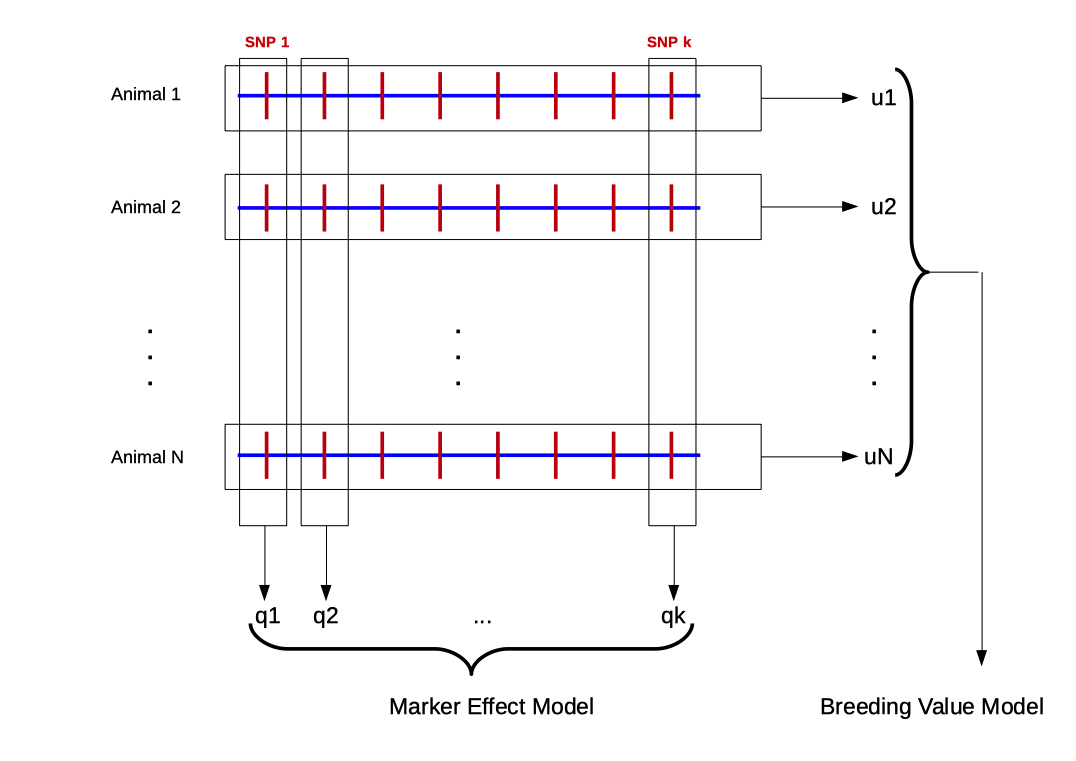 SNP 1
SNP k
Animal 1
u1
Animal 2
u2
.
.
.
.
.
.
.
.
.
Animal N
uN
q1
q2
...
qk
Marker Effect Model
Breeding Value Model